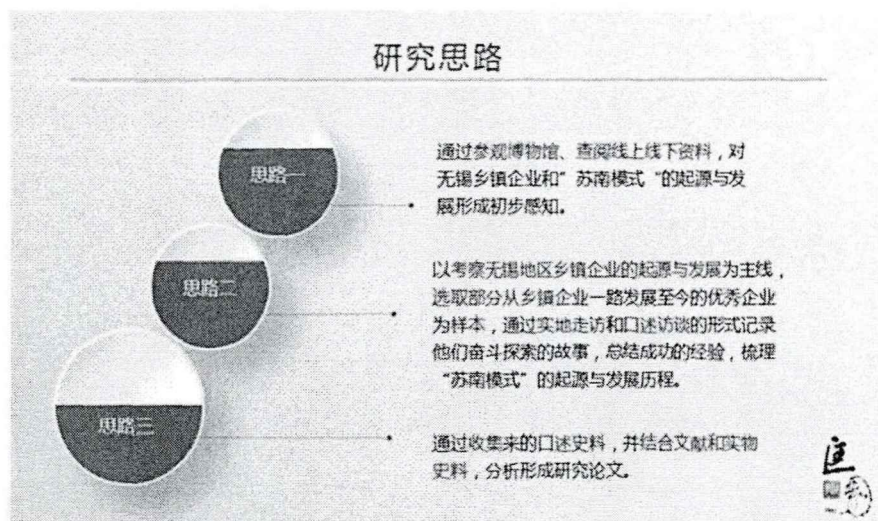 研究思路
思路一
通过参观博物馆、查阅线上线下资料，对
无锡乡镇企业和“苏南模式“的起源与发
展形成初步感知。
思路二
以考察无锡地区乡镇企业的起源与发展为主线，
选取部分从乡镇企业一路发展至今的优秀企业
为样本，通过实地走访和口述访谈的形式记录
他们奋斗探索的故事，总结成功的经验，梳理
“苏南模式”的起源与发展历程。
思路三
通过收集来的口述史料，并结合文献和实物
史料，分析形成研究论文。